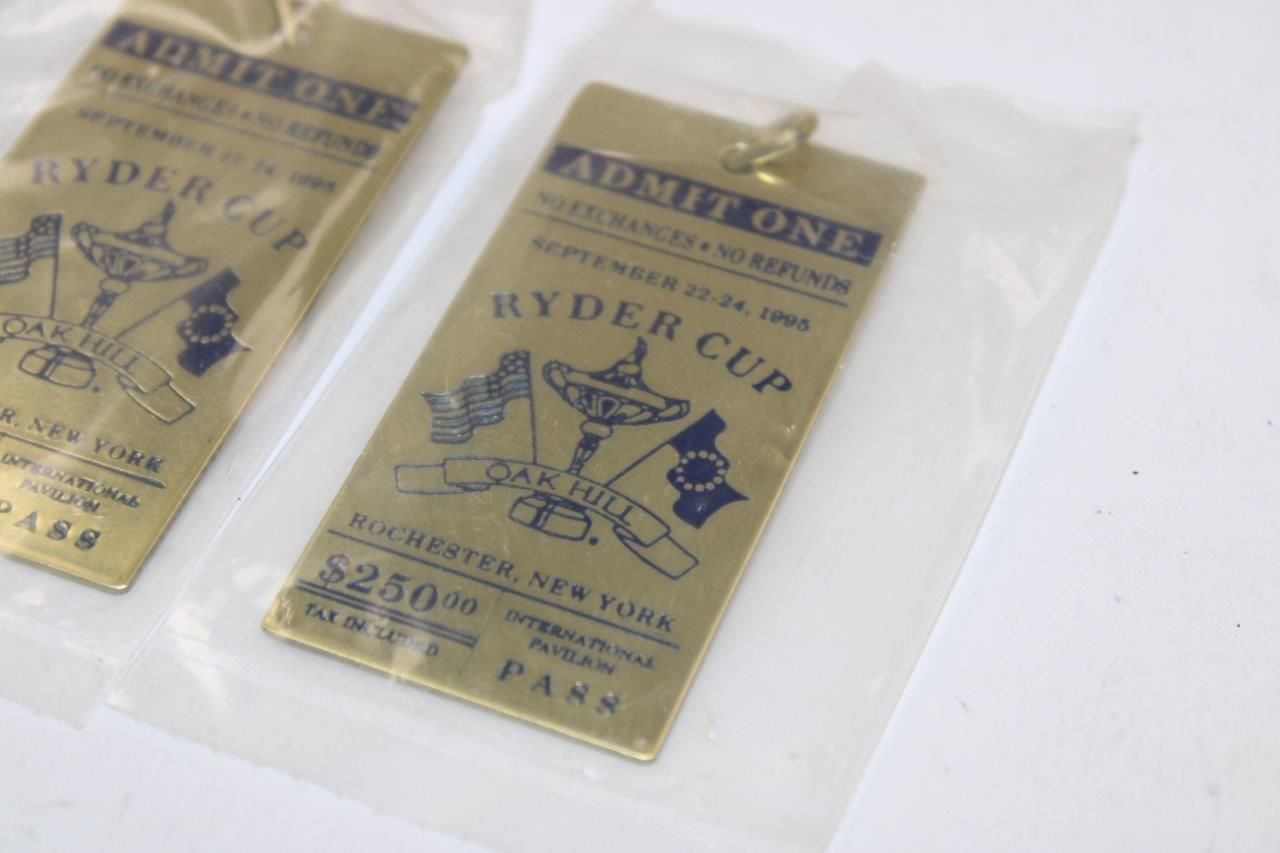 ADMIT ONE
NO EXCHANGES • NO REFUNDS
SEPTEMBER 22-24, 1995
RYDER CUP
OAK HILL
R, NEW YORK
INTERNATIONAL
PAVILION
PASS
ADMIT ONE
NO EXCHANGES • NO REFUNDS
SEPTEMBER 22-24, 1995
RYDER CUP
OAK HILL
ROCHESTER, NEW YORK
$250.00
TAX INCLUDED
INTERNATIONAL
PAVILION
PASS